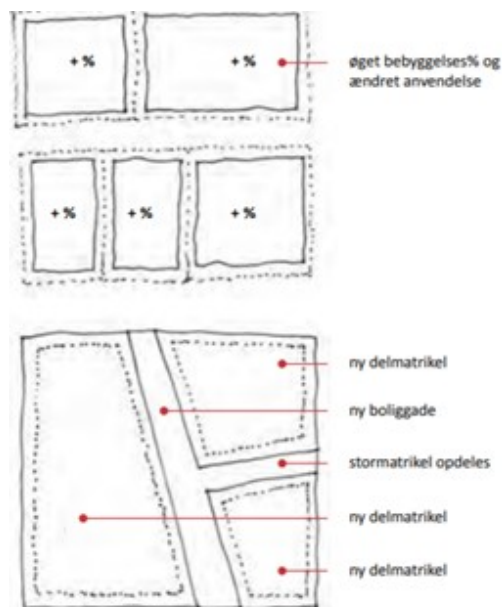 + %
+ %
øget bebyggelses% og
ændret anvendelse
+ %
+ %
+ %
ny delmatrikel
ny boliggade
stormatrikel opdeles
ny delmatrikel
ny delmatrikel